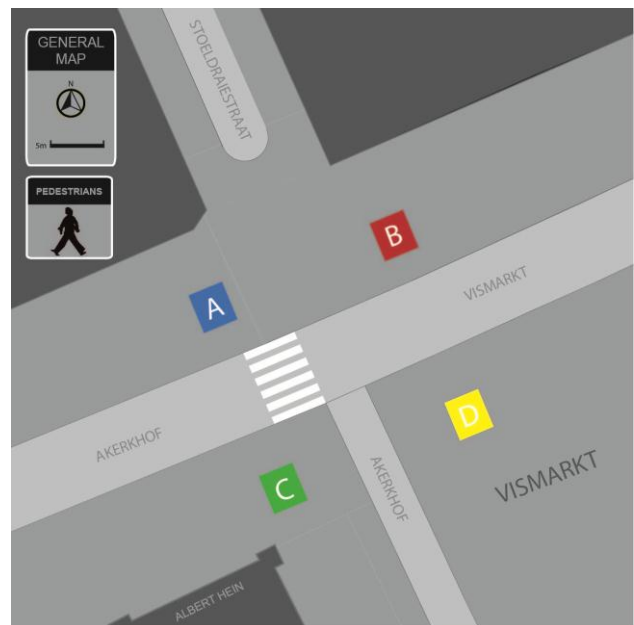 GENERAL
MAP
N
5m
PEDESTRIANS
STOELDRAIESTRAAT
B
A
VISMARKT
D
AKERKHOF
C
AKERKHOF
VISMARKT
ALBERT HEIN